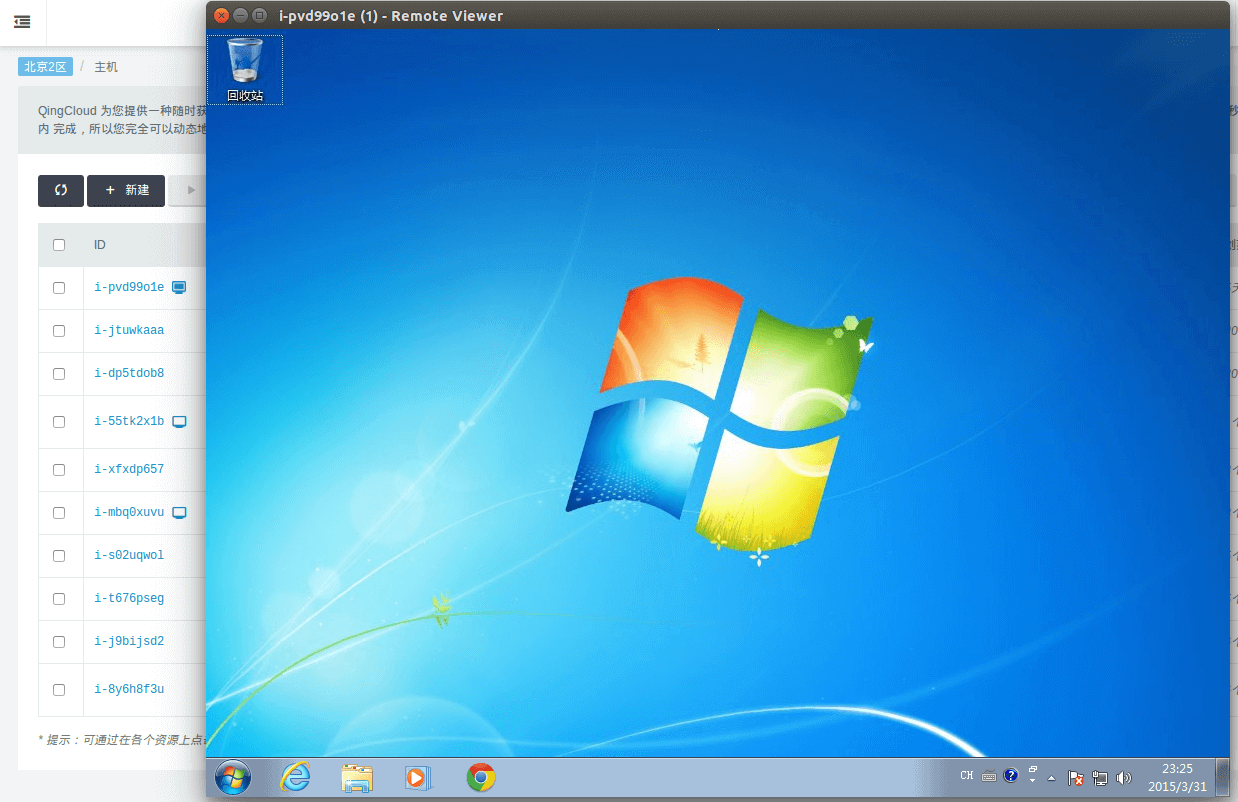 i-pvd99o1e (1) - Remote Viewer
北京2区 / 主机
回收站
QingCloud 为您提供一种随时获
内 完成，所以您完全可以动态地
+ 新建
ID
i-pvd99o1e
i-jtuwkaaa
i-dp5tdob8
i-55tk2x1b
i-xfxdp657
i-mbq0xuvu
i-s02uqwol
i-t676pseg
i-j9bijsd2
i-8y6h8f3u
* 提示：可通过在各个资源上点
CH
23:25
2015/3/31